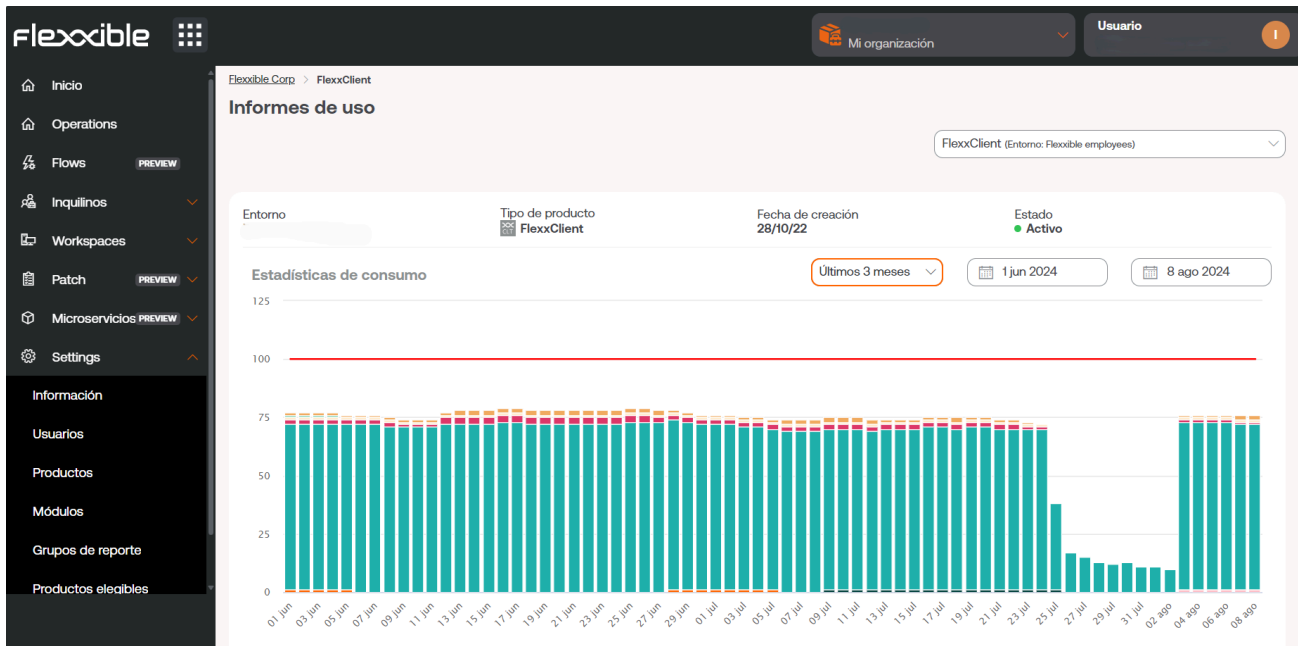 Flexxible
Mi organización
Usuario
I
Inicio
Operations
Flows PREVIEW
Inquilinos
Workspaces
Patch PREVIEW
Microservicios PREVIEW
Settings
Información
Usuarios
Productos
Módulos
Grupos de reporte
Productos elegibles
Flexxible Corp > FlexxClient
Informes de uso
FlexxClient (Entorno: Flexxible employees)
Entorno
Tipo de producto
CLT FlexxClient
Fecha de creación
28/10/22
Estado
Activo
Estadísticas de consumo
Últimos 3 meses
1 jun 2024
8 ago 2024
125
100
75
50
25
0
01 jun 03 jun 05 jun 07 jun 09 jun 11 jun 13 jun 15 jun 17 jun 19 jun 21 jun 23 jun 25 jun 27 jun 29 jun 01 jul 03 jul 05 jul 07 jul 09 jul 11 jul 13 jul 15 jul 17 jul 19 jul 21 jul 23 jul 25 jul 27 jul 29 jul 31 jul 02 ago 04 ago 06 ago 08 ago